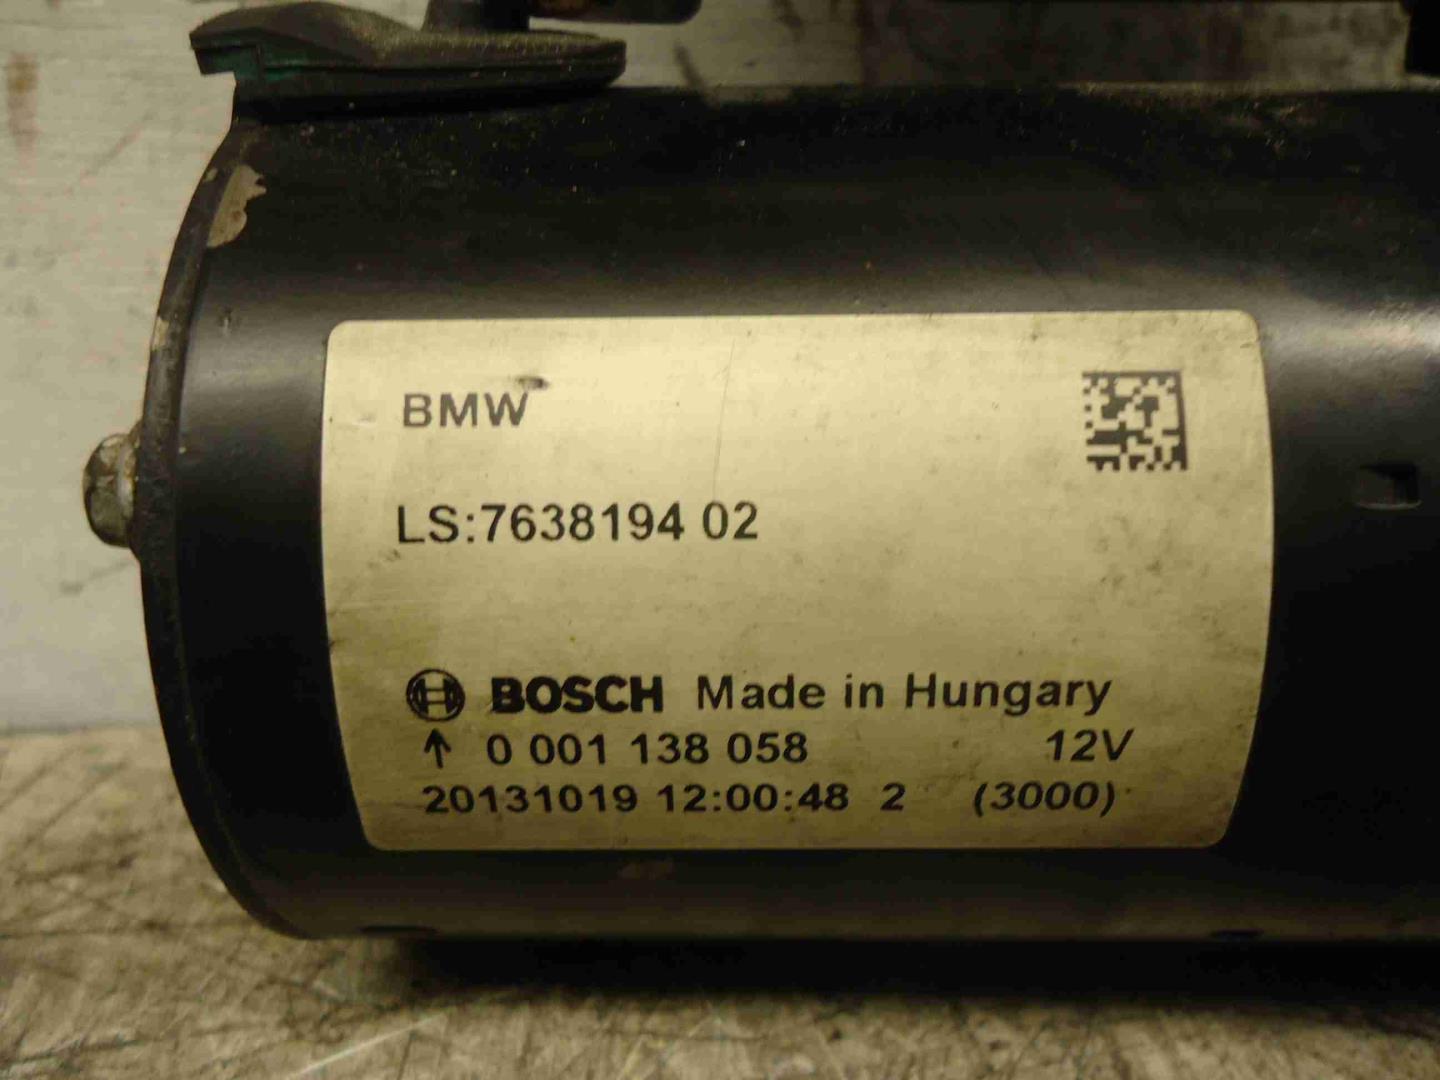 BMW
LS:7638194 02
BOSCH Made in Hungary
↑ 0 001 138 058 12V
20131019 12:00:48 2 (3000)